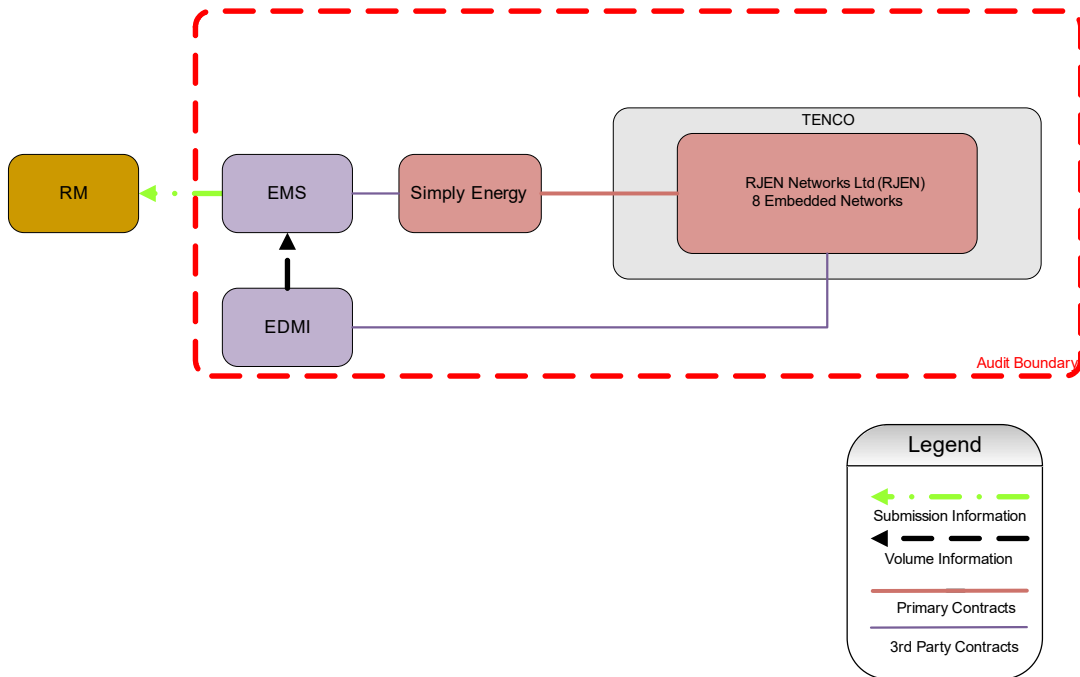 TENCO
RM
EMS
Simply Energy
RJEN Networks Ltd (RJEN)
8 Embedded Networks
EDMI
Audit Boundary
Legend
Submission Information
Volume Information
Primary Contracts
3rd Party Contracts